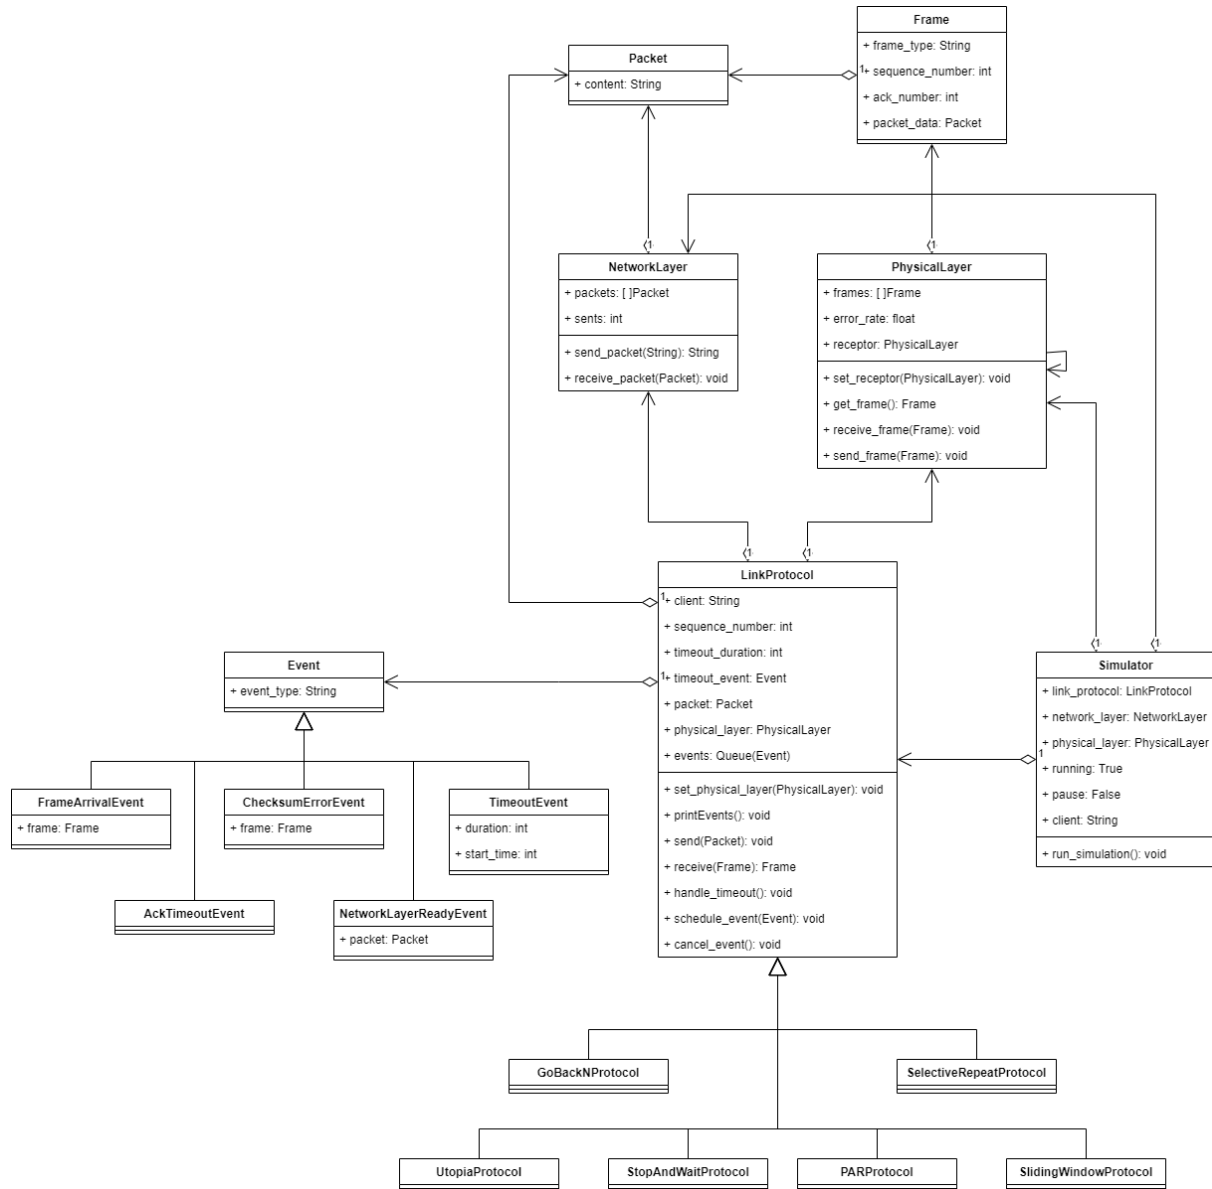 Frame
+ frame_type: String
+ sequence_number: int
+ ack_number: int
+ packet_data: Packet
1
Packet
+ content: String
1
1
NetworkLayer
+ packets: [ ]Packet
+ sents: int
+ send_packet(String): String
+ receive_packet(Packet): void
PhysicalLayer
+ frames: [ ]Frame
+ error_rate: float
+ receptor: PhysicalLayer
+ set_receptor(PhysicalLayer): void
+ get_frame(): Frame
+ receive_frame(Frame): void
+ send_frame(Frame): void
1
1
LinkProtocol
1
+ client: String
+ sequence_number: int
+ timeout_duration: int
1
+ timeout_event: Event
+ packet: Packet
+ physical_layer: PhysicalLayer
+ events: Queue(Event)
+ set_physical_layer(PhysicalLayer): void
+ printEvents(): void
+ send(Packet): void
+ receive(Frame): Frame
+ handle_timeout(): void
+ schedule_event(Event): void
+ cancel_event(): void
1
1
Simulator
+ link_protocol: LinkProtocol
+ network_layer: NetworkLayer
+ physical_layer: PhysicalLayer
1
+ running: True
+ pause: False
+ client: String
+ run_simulation(): void
Event
+ event_type: String
FrameArrivalEvent
+ frame: Frame
ChecksumErrorEvent
+ frame: Frame
TimeoutEvent
+ duration: int
+ start_time: int
AckTimeoutEvent
NetworkLayerReadyEvent
+ packet: Packet
GoBackNProtocol
SelectiveRepeatProtocol
UtopiaProtocol
StopAndWaitProtocol
PARProtocol
SlidingWindowProtocol